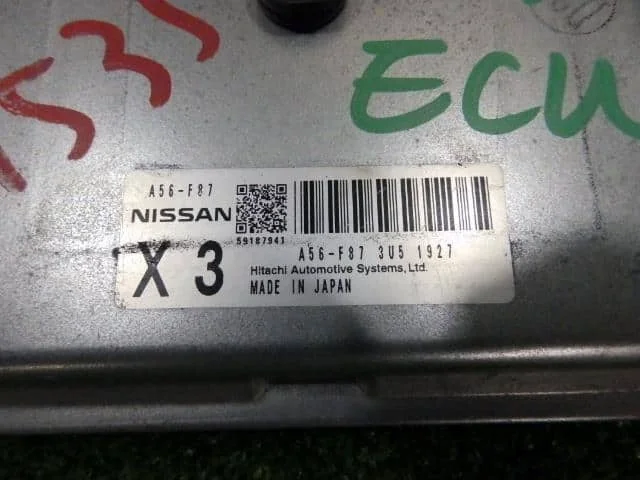 ECU
A56-F87
NISSAN
59187941
X 3
A56-F87 3U5 1927
Hitachi Automotive Systems, Ltd.
MADE IN JAPAN